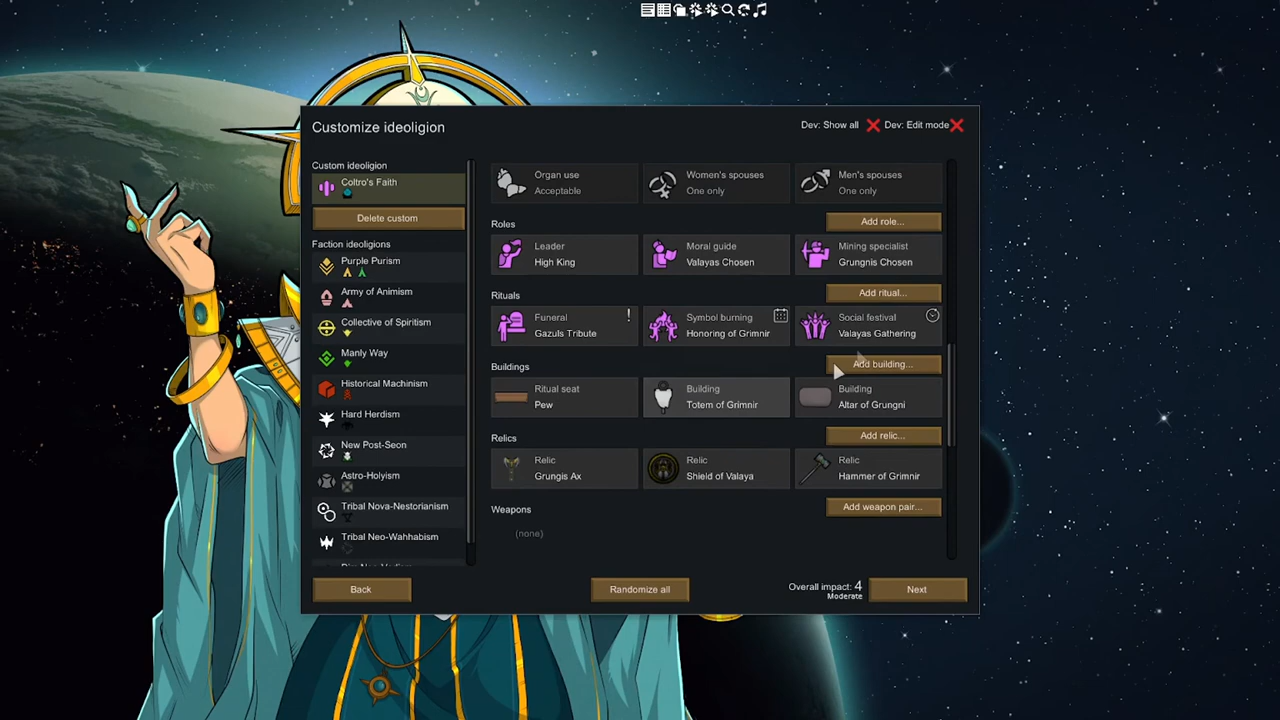 Customize ideoligion
Dev: Show all
Dev: Edit mode
Custom ideoligion
Coltro's Faith
Delete custom
Faction ideoligions
Purple Purism
Army of Animism
Collective of Spiritism
Manly Way
Historical Machinism
Hard Herdism
New Post-Seon
Astro-Holyism
Tribal Nova-Nestorianism
Tribal Neo-Wahhabism
Organ use
Acceptable
Women's spouses
One only
Men's spouses
One only
Roles
Add role...
Leader
High King
Moral guide
Valayas Chosen
Mining specialist
Grungnis Chosen
Rituals
Add ritual...
Funeral
Gazuls Tribute
!
Symbol burning
Honoring of Grimnir
Social festival
Valayas Gathering
Buildings
Add building...
Ritual seat
Pew
Building
Totem of Grimnir
Building
Altar of Grungni
Relics
Add relic...
Relic
Grungis Ax
Relic
Shield of Valaya
Relic
Hammer of Grimnir
Weapons
Add weapon pair...
(none)
Back
Randomize all
Overall impact: 4
Moderate
Next